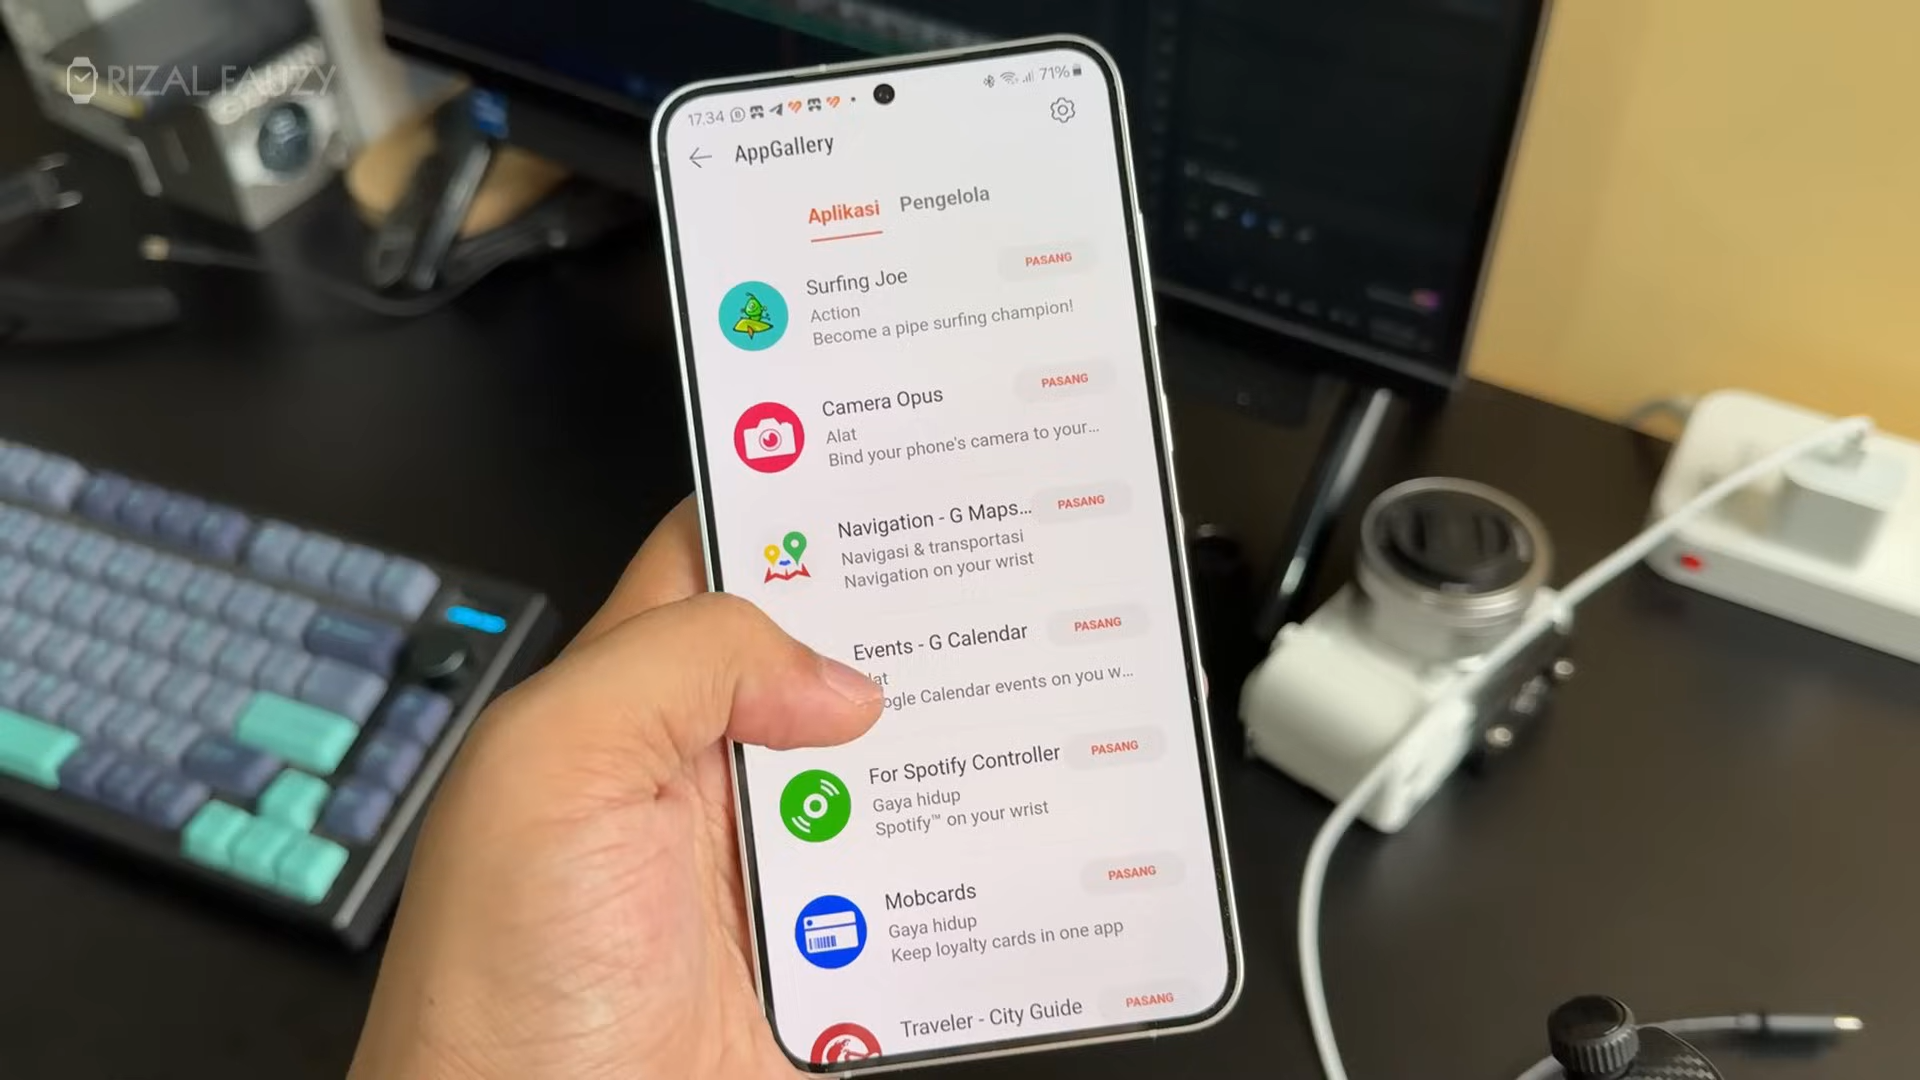 RIZAL FAUZY
17.34
71%
AppGallery
Aplikasi Pengelola
Surfing Joe
PASANG
Action
Become a pipe surfing champion!
Camera Opus
PASANG
Alat
Bind your phone's camera to your...
Navigation - G Maps...
PASANG
Navigasi & transportasi
Navigation on your wrist
Events - G Calendar
PASANG
lat
ogle Calendar events on you w...
For Spotify Controller
PASANG
Gaya hidup
Spotify™ on your wrist
Mobcards
PASANG
Gaya hidup
Keep loyalty cards in one app
Traveler - City Guide
PASANG